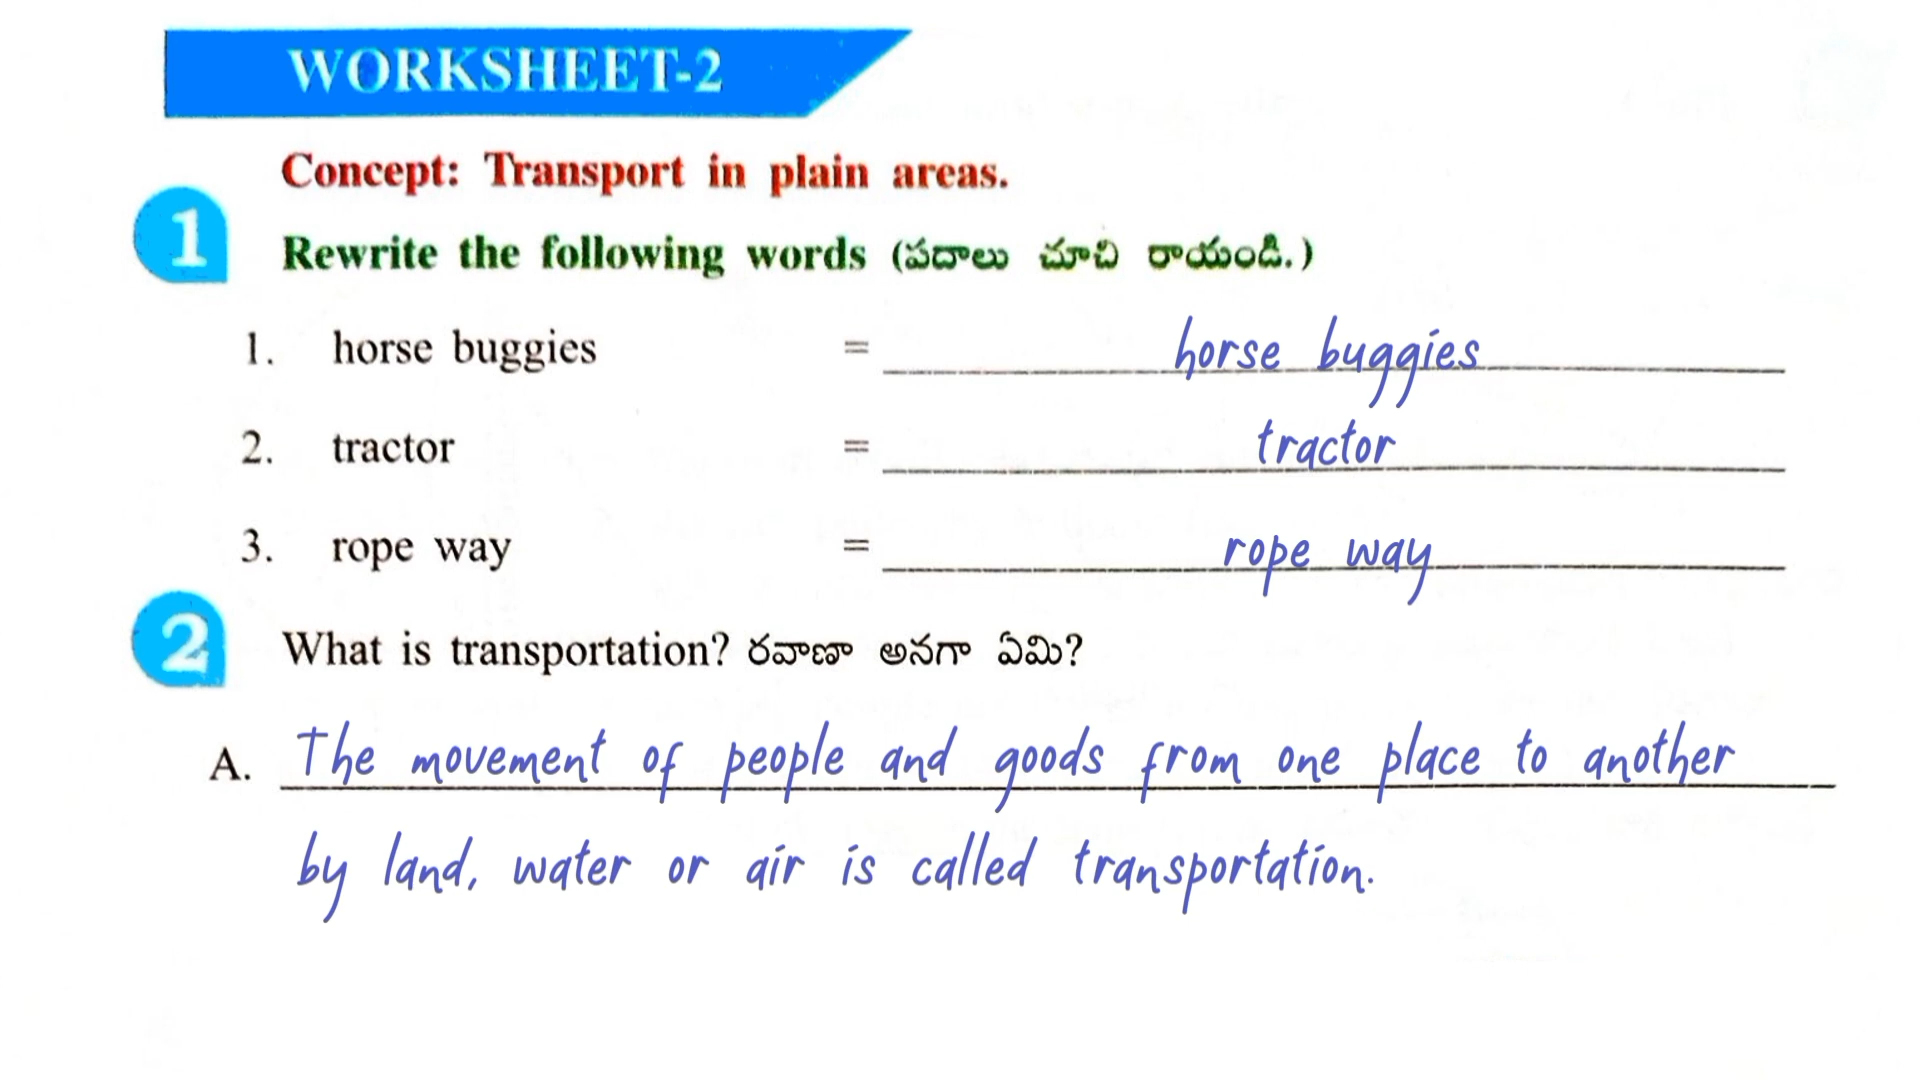 WORKSHEET-2
Concept: Transport in plain areas.
1 Rewrite the following words (పదాలు చూచి రాయండి.)
1. horse buggies = horse buggies
2. tractor = tractor
3. rope way = rope way
2 What is transportation? రవాణా అనగా ఏమి?
A. The movement of people and goods from one place to another
by land, water or air is called transportation.